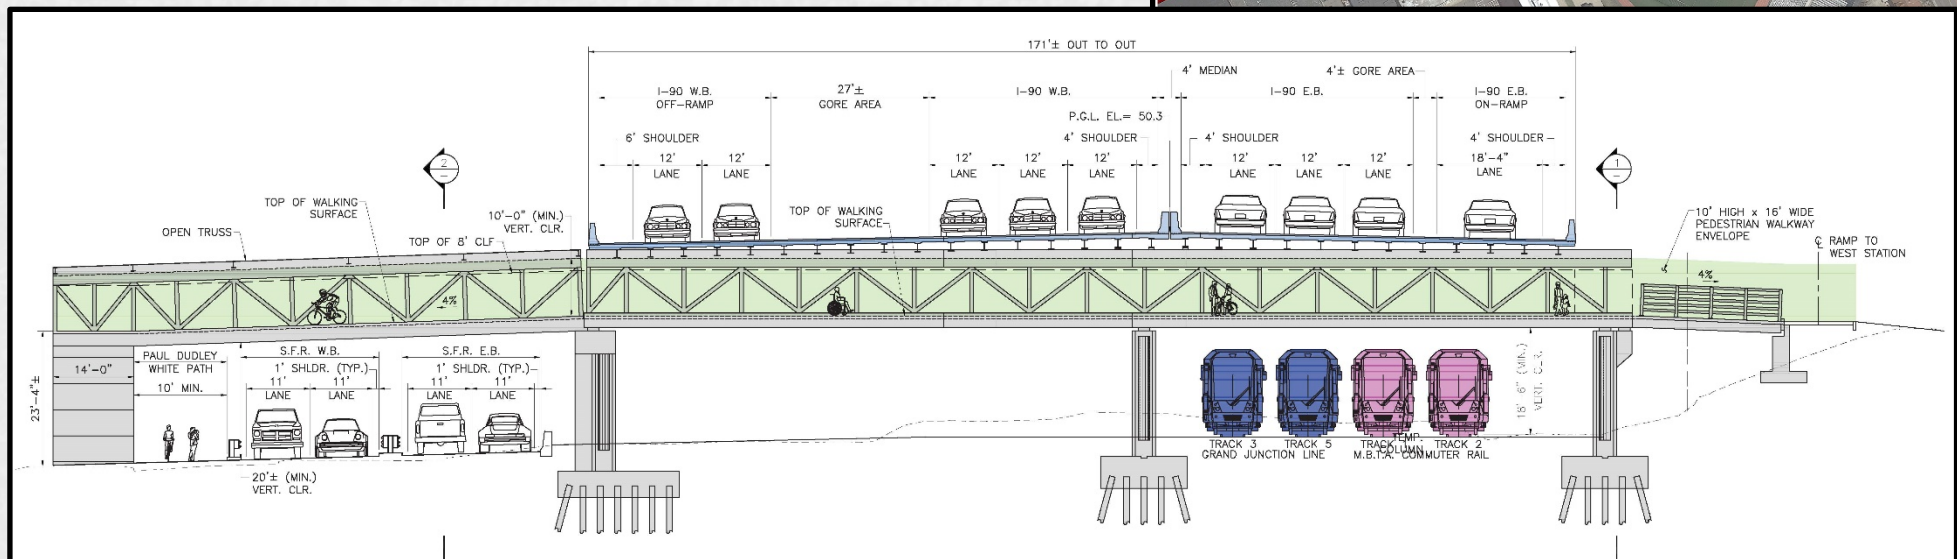 171'± OUT TO OUT
4' MEDIAN
4'± GORE AREA
I-90 W.B.
OFF-RAMP
27'±
GORE AREA
I-90 W.B.
I-90 E.B.
I-90 E.B.
ON-RAMP
P.G.L. EL.= 50.3
6' SHOULDER
4' SHOULDER
4' SHOULDER
4' SHOULDER
12'
LANE
12'
LANE
12'
LANE
12'
LANE
12'
LANE
12'
LANE
12'
LANE
12'
LANE
18'-4"
LANE
2
–
1
–
TOP OF WALKING
SURFACE
10'-0" (MIN.)
VERT. CLR.
OPEN TRUSS
TOP OF 8' CLF
TOP OF WALKING
SURFACE
10' HIGH x 16' WIDE
PEDESTRIAN WALKWAY
ENVELOPE
℄ RAMP TO
WEST STATION
4%
4%
14'-0"
23'-4"±
PAUL DUDLEY
WHITE PATH
10' MIN.
S.F.R. W.B.
1' SHLDR. (TYP.)
11'
LANE
11'
LANE
S.F.R. E.B.
1' SHLDR. (TYP.)
11'
LANE
11'
LANE
20'± (MIN.)
VERT. CLR.
18' 6" (MIN.)
VERT. CLR.
TRACK 3
TRACK 5
GRAND JUNCTION LINE
TRACK
TEMP.
COLUMN
TRACK 2
M.B.T.A. COMMUTER RAIL